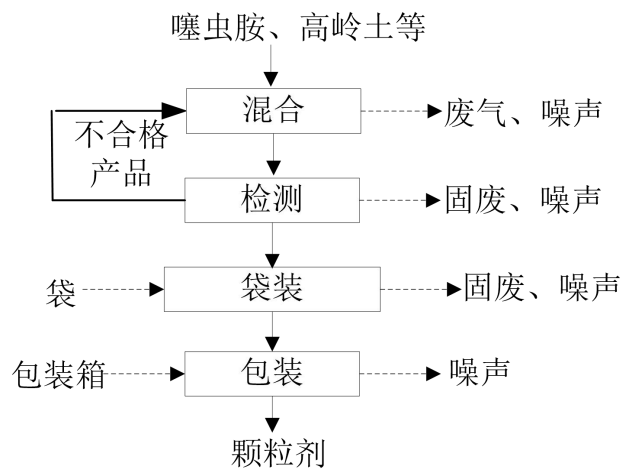 噻虫胺、高岭土等
混合
废气、噪声
不合格
产品
检测
固废、噪声
袋
袋装
固废、噪声
包装箱
包装
噪声
颗粒剂